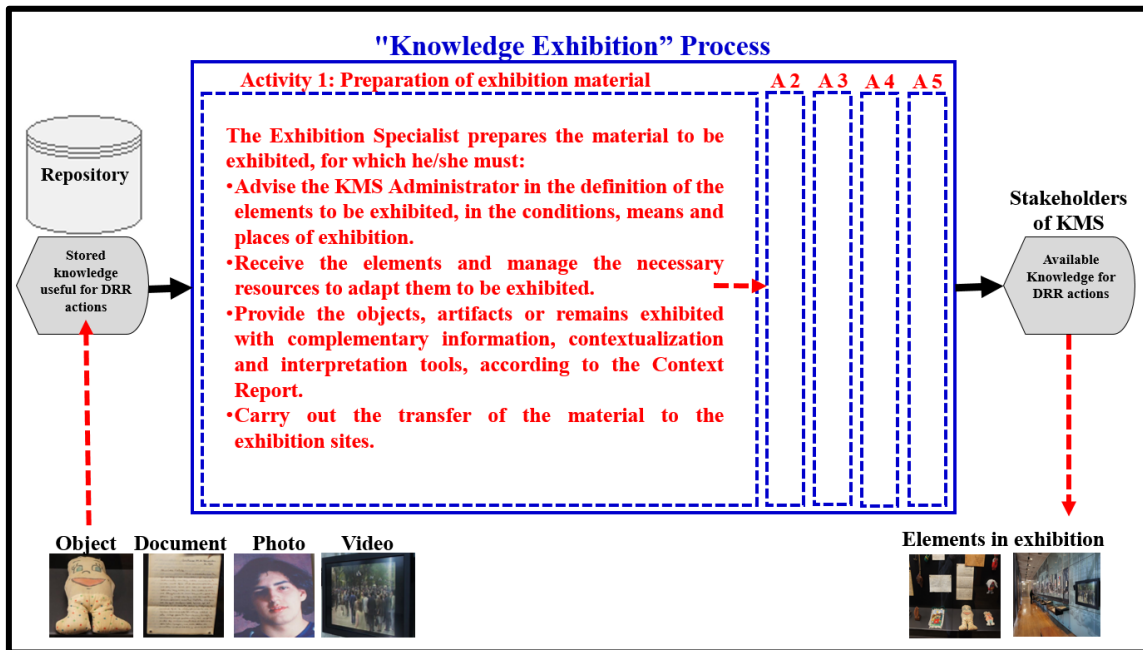 "Knowledge Exhibition” Process
Activity 1: Preparation of exhibition material
A 2
A 3
A 4
A 5
The Exhibition Specialist prepares the material to be
exhibited, for which he/she must:
•Advise the KMS Administrator in the definition of the
elements to be exhibited, in the conditions, means and
places of exhibition.
•Receive the elements and manage the necessary
resources to adapt them to be exhibited.
•Provide the objects, artifacts or remains exhibited
with complementary information, contextualization
and interpretation tools, according to the Context
Report.
•Carry out the transfer of the material to the
exhibition sites.
Repository
Stored
knowledge
useful for DRR
actions
Stakeholders
of KMS
Available
Knowledge for
DRR actions
Object
Document
Photo
Video
Elements in exhibition